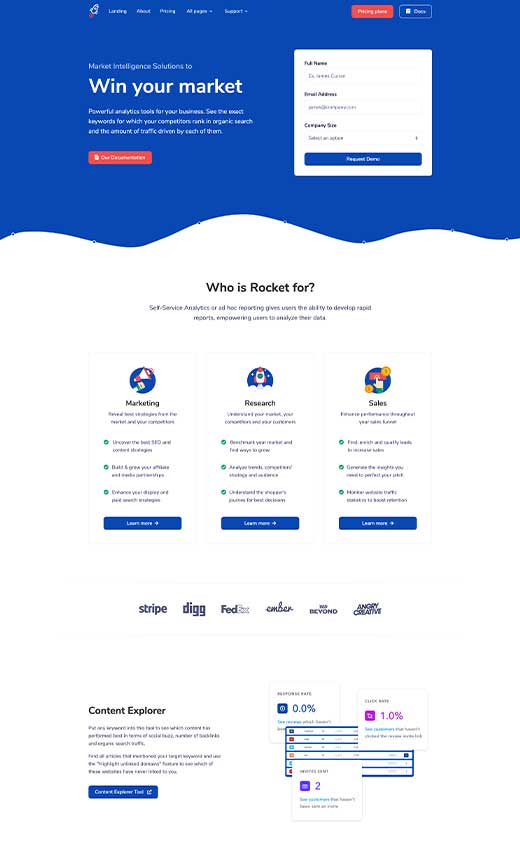 Landing About Pricing All pages Support Pricing plans Docs
Market Intelligence Solutions to
Win your market
Powerful analytics tools for your business. See the exact
keywords for which your competitors rank in organic search
and the amount of traffic driven by each of them.
Our Documentation
Full Name
Ex. James Curran
Email Address
james@company.com
Company Size
Select an option
Request Demo
Who is Rocket for?
Self-Service Analytics or ad hoc reporting gives users the ability to develop rapid
reports, empowering users to analyze their data.
Marketing
Reveal best strategies from the
market and your competitors
Uncover the best SEO and
content strategies
Build & grow your affiliate
and media partnerships
Enhance your display and
paid search strategies
Learn more →
Research
Understand your market, your
competitors and your customers
Benchmark year market and
find ways to grow
Analyze trends, competitors'
strategy and audience
Understand the shopper's
journey for best decisions
Learn more →
Sales
Enhance performance throughout
your sales funnel
Find, enrich and qualify leads
to increase sales
Generate the insights you
need to perfect your pitch
Monitor website traffic
statistics to boost retention
Learn more →
stripe digg FedEx ember BEYOND ANGRY
CREATIVE
Content Explorer
Put any keyword into this tool to see which content has
performed best in terms of social buzz, number of backlinks
and organic search traffic.
Find all articles that mentioned your target keyword and use
the "Highlight unlinked domains" feature to see which of
these websites have never linked to you.
Content Explorer Tool
RESPONSE RATE
0.0%
See reviews which haven't
CLICK RATE
1.0%
See customers that haven't
clicked the review invite link
INVITES SENT
2
See customers that haven't
been sent an invite